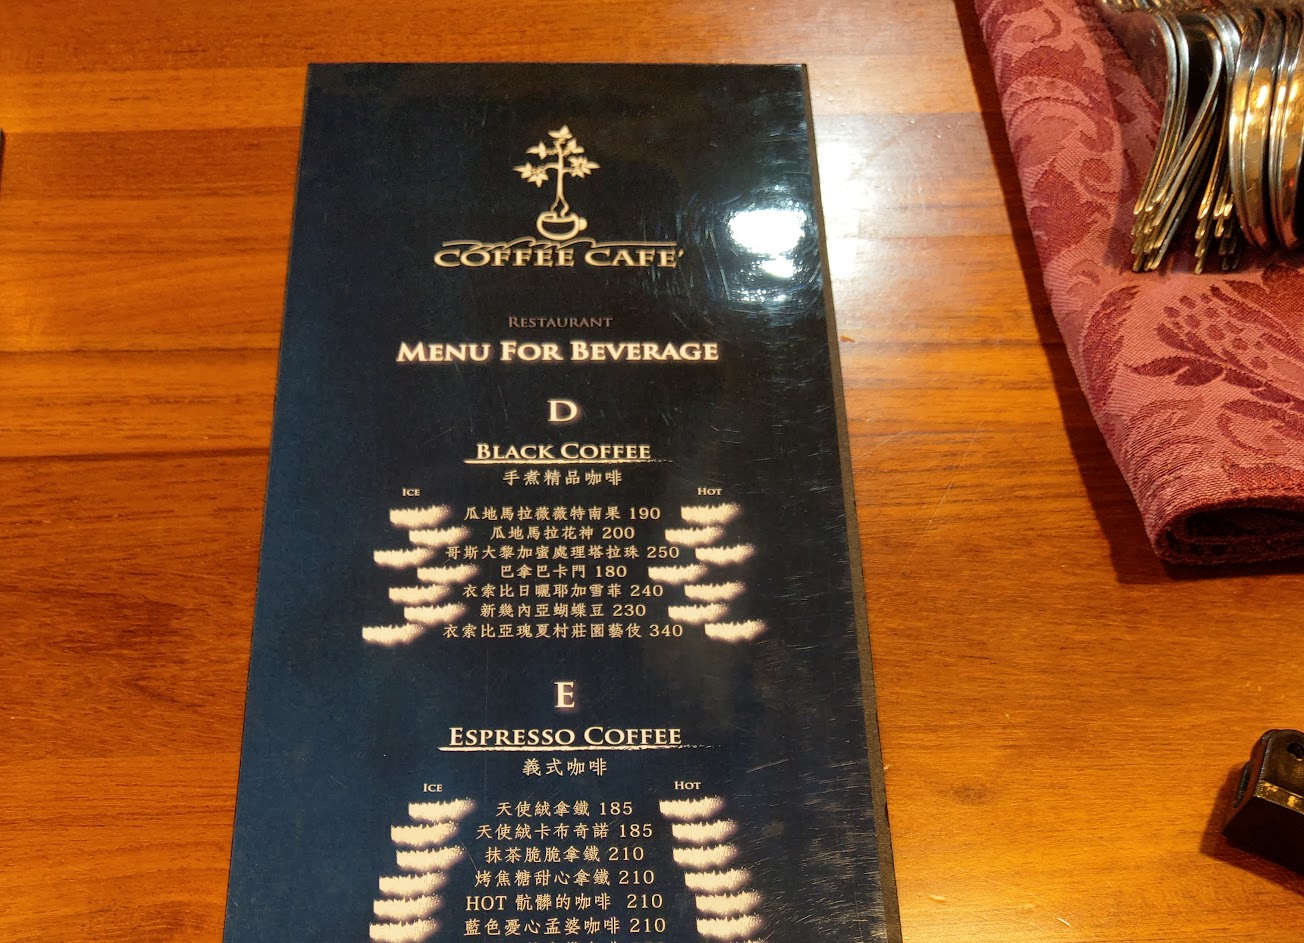 COFFEE CAFE'
RESTAURANT
MENU FOR BEVERAGE
D
BLACK COFFEE
手煮精品咖啡
ICE HOT
瓜地馬拉薇薇特南果 190
瓜地馬拉花神 200
哥斯大黎加蜜處理塔拉珠 250
巴拿巴卡門 180
衣索比日曬耶加雪菲 240
新幾內亞蝴蝶豆 230
衣索比亞瑰夏村莊園藝伎 340
E
ESPRESSO COFFEE
義式咖啡
ICE HOT
天使絨拿鐵 185
天使絨卡布奇諾 185
抹茶脆脆拿鐵 210
烤焦糖甜心拿鐵 210
HOT 骯髒的咖啡 210
藍色憂心孟婆咖啡 210